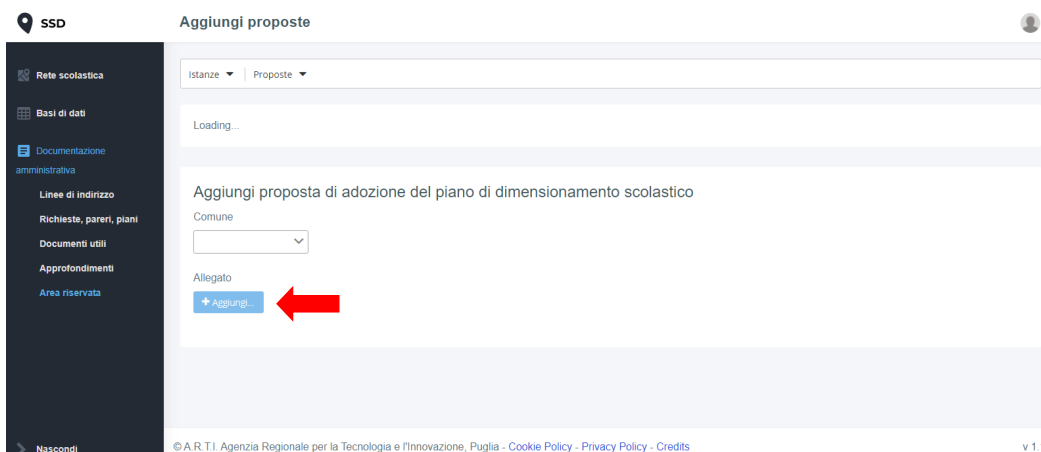 SSD
Aggiungi proposte
Rete scolastica
Basi di dati
Documentazione
amministrativa
Linee di indirizzo
Richieste, pareri, piani
Documenti utili
Approfondimenti
Area riservata
Nascondi
Istanze
Proposte
Loading...
Aggiungi proposta di adozione del piano di dimensionamento scolastico
Comune
Allegato
+ Aggiungi...
© A.R.T.I. Agenzia Regionale per la Tecnologia e l'Innovazione, Puglia - Cookie Policy - Privacy Policy - Credits
v 1.